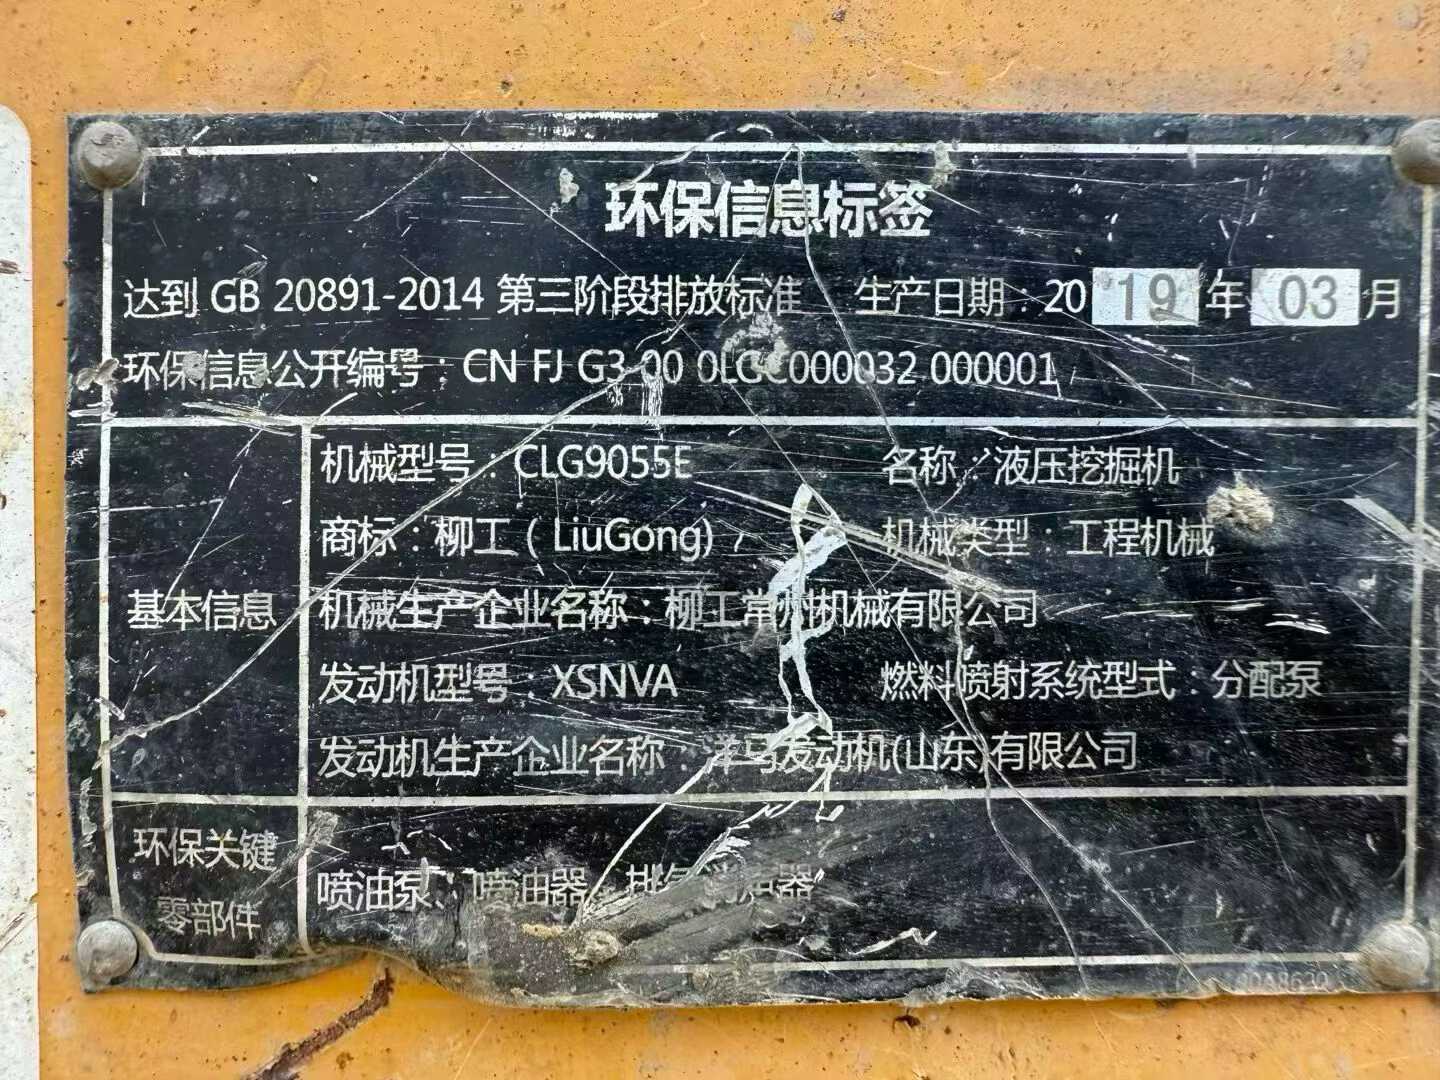 环保信息标签
达到 GB 20891-2014 第三阶段排放标准 生产日期：2019年03月
环保信息公开编号：CN FJ G3 00 0LGC000032 000001
基本信息
机械型号：CLG9055E 名称：液压挖掘机
商标：柳工（LiuGong) 机械类型：工程机械
机械生产企业名称：柳工常州机械有限公司
发动机型号：XSNVA 燃料喷射系统型式：分配泵
发动机生产企业名称：洋马发动机(山东)有限公司
环保关键
零部件
喷油泵、喷油器、排气消声器